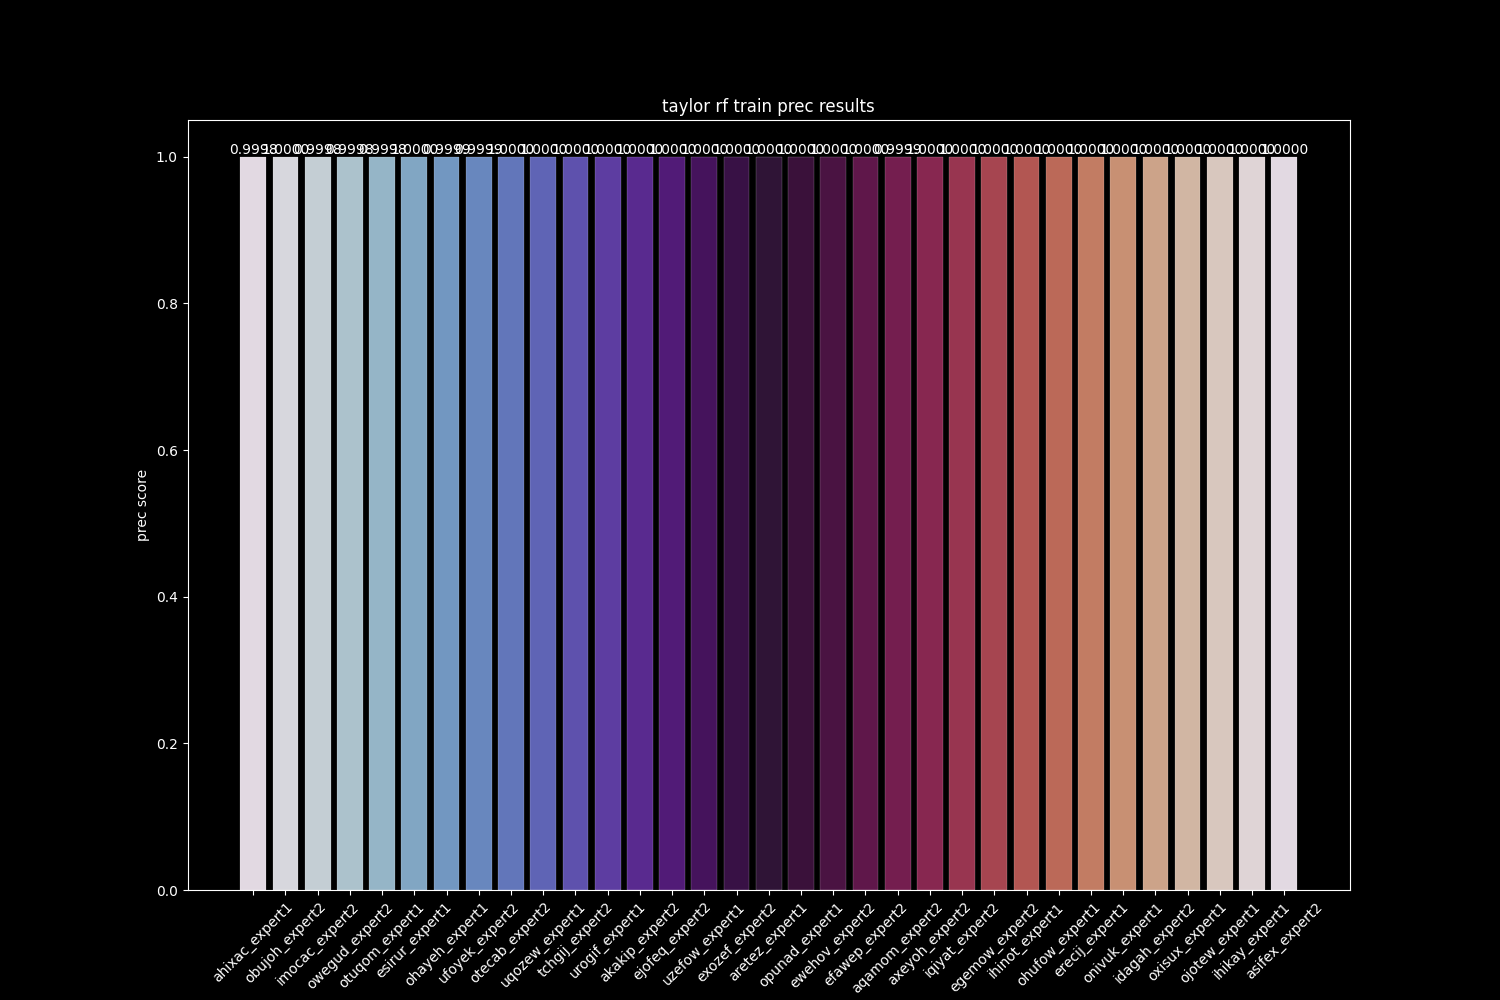 taylor rf train prec results
0.9998 1.0000 0.9998 0.9998 0.9998 1.0000 0.9999 0.9999 1.0000 1.0000 1.0000 1.0000 1.0000 1.0000 1.0000 1.0000 1.0000 1.0000 1.0000 1.0000 0.9999 1.0000 1.0000 1.0000 1.0000 1.0000 1.0000 1.0000 1.0000 1.0000 1.0000 1.0000 1.0000
1.0
0.8
0.6
0.4
0.2
0.0
prec score
ahixac_expert1
obujoh_expert2
imocac_expert2
owegud_expert2
otuqom_expert1
esirur_expert1
ohayeh_expert1
ufoyek_expert2
otecab_expert2
uqozew_expert1
tchgij_expert2
urogif_expert1
akakip_expert2
ejofeq_expert2
uzefow_expert1
exozef_expert2
aretez_expert1
opunad_expert1
ewehov_expert2
efawep_expert2
aqamom_expert2
axeyoh_expert2
iqiyat_expert2
egemow_expert2
ihinot_expert1
ohufow_expert1
erecij_expert1
onivuk_expert1
idagah_expert2
oxisux_expert1
ojotew_expert1
ihikay_expert1
asifex_expert2